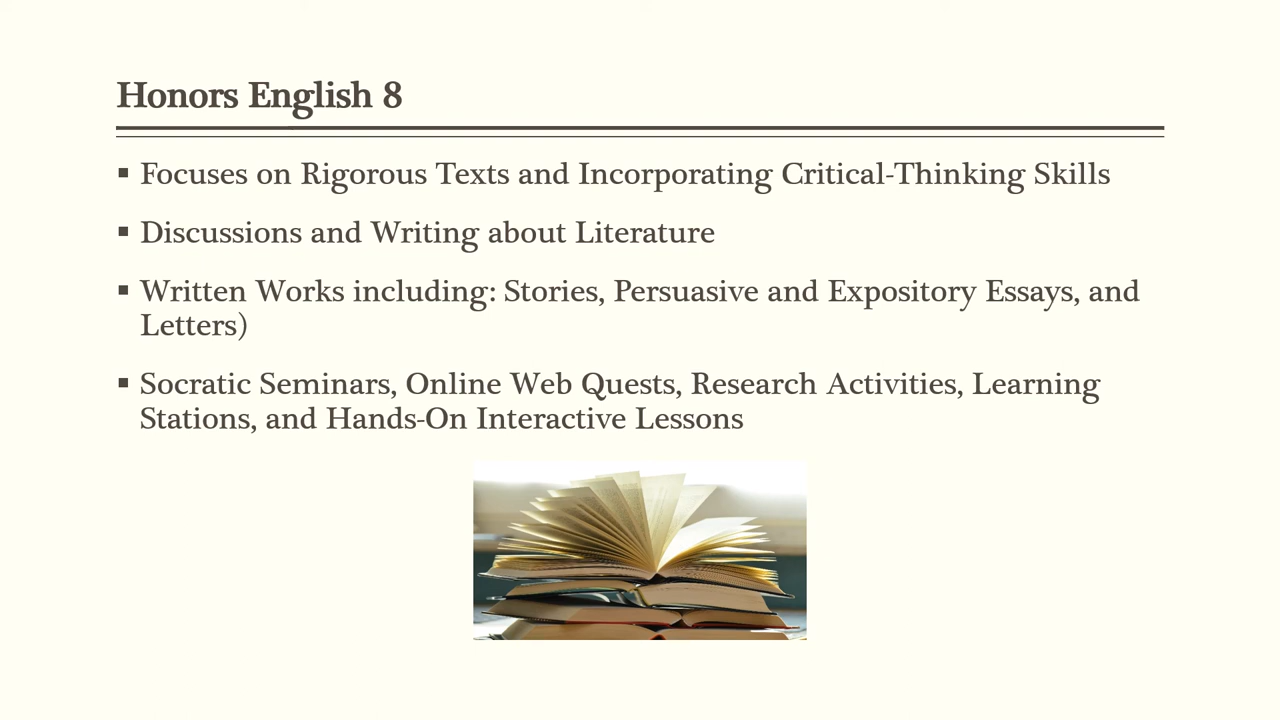 Honors English 8
▪ Focuses on Rigorous Texts and Incorporating Critical-Thinking Skills
▪ Discussions and Writing about Literature
▪ Written Works including: Stories, Persuasive and Expository Essays, and
Letters)
▪ Socratic Seminars, Online Web Quests, Research Activities, Learning
Stations, and Hands-On Interactive Lessons